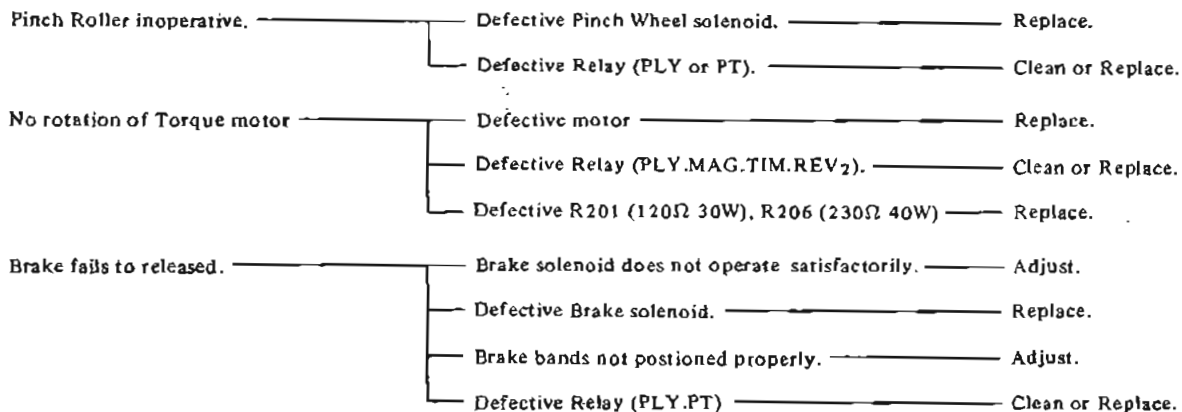 Pinch Roller inoperative. Defective Pinch Wheel solenoid. Replace.
Defective Relay (PLY or PT). Clean or Replace.
No rotation of Torque motor Defective motor Replace.
Defective Relay (PLY.MAG.TIM.REV₂). Clean or Replace.
Defective R201 (120Ω 30W), R206 (230Ω 40W) Replace.
Brake fails to released. Brake solenoid does not operate satisfactorily. Adjust.
Defective Brake solenoid. Replace.
Brake bands not postioned properly. Adjust.
Defective Relay (PLY.PT) Clean or Replace.